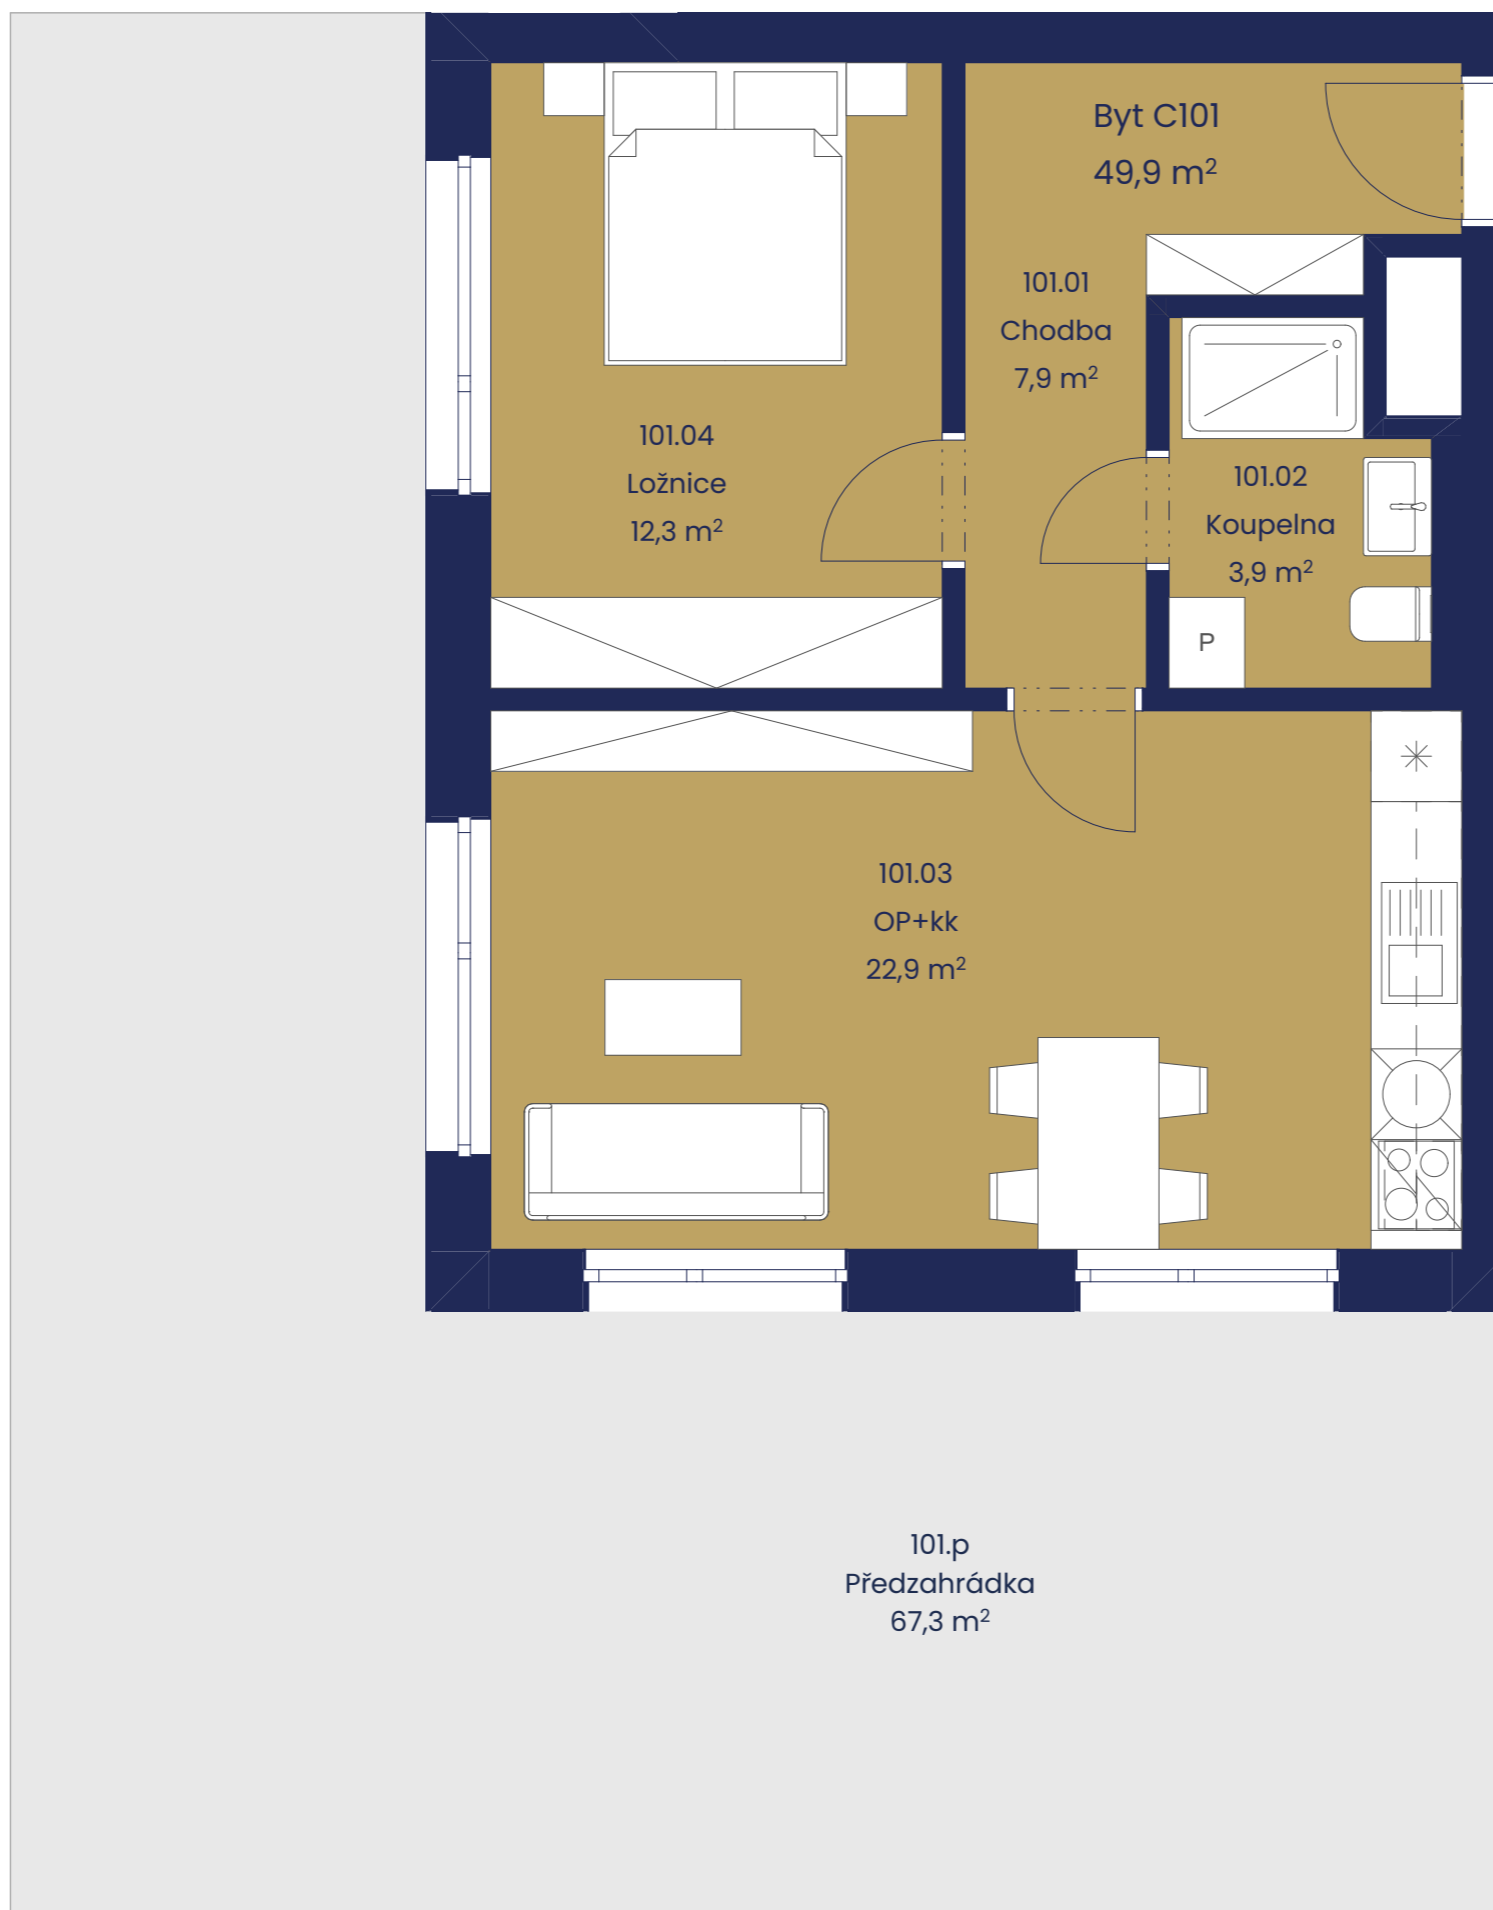 Byt C101
49,9 m²
101.01
Chodba
7,9 m²
101.04
Ložnice
12,3 m²
101.02
Koupelna
3,9 m²
P
101.03
OP+kk
22,9 m²
101.p
Předzahrádka
67,3 m²